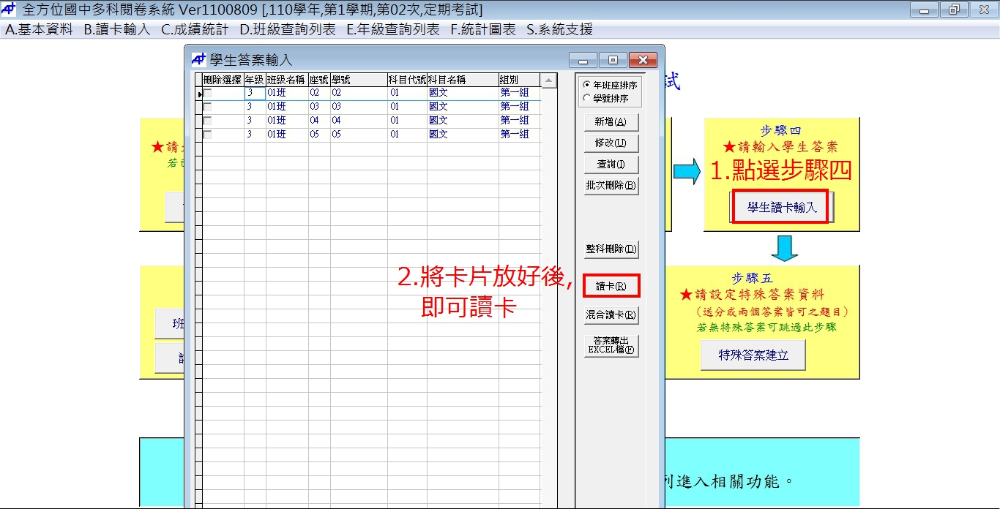 全方位國中多科閱卷系統 Ver1100809 [,110學年,第1學期,第02次,定期考試]
A.基本資料 B.讀卡輸入 C.成績統計 D.班級查詢列表 E.年級查詢列表 F.統計圖表 S.系統支援
學生答案輸入
刪除選擇 年級 班級名稱 座號 學號 科目代號 科目名稱 組別
3 01班 02 02 01 國文 第一組
3 01班 03 03 01 國文 第一組
3 01班 04 04 01 國文 第一組
3 01班 05 05 01 國文 第一組
年班座排序
學號排序
新增(A)
修改(U)
查詢(I)
批次刪除(B)
整科刪除(D)
讀卡(R)
混合讀卡(R)
答案轉出
EXCEL檔(F)
2.將卡片放好後,
即可讀卡
試
★請
若
班
步驟四
★請輸入學生答案
1.點選步驟四
學生讀卡輸入
步驟五
★請設定特殊答案資料
(送分或兩個答案皆可之題目)
若無特殊答案可跳過此步驟
特殊答案建立
列進入相關功能。